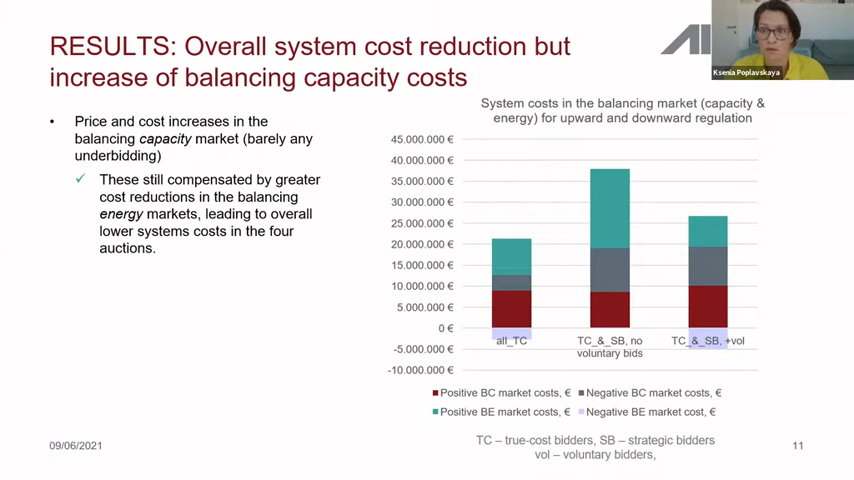 RESULTS: Overall system cost reduction but
increase of balancing capacity costs
Ksenia Poplavskaya
• Price and cost increases in the
balancing capacity market (barely any
underbidding)
✓ These still compensated by greater
cost reductions in the balancing
energy markets, leading to overall
lower systems costs in the four
auctions.
System costs in the balancing market (capacity &
energy) for upward and downward regulation
45.000.000 €
40.000.000 €
35.000.000 €
30.000.000 €
25.000.000 €
20.000.000 €
15.000.000 €
10.000.000 €
5.000.000 €
0 €
-5.000.000 €
-10.000.000 €
all_TC
TC_&_SB, no
voluntary bids
TC_&_SB, +vol
Positive BC market costs, €
Negative BC market costs, €
Positive BE market costs, €
Negative BE market cost, €
TC – true-cost bidders, SB – strategic bidders
vol – voluntary bidders,
09/06/2021
11